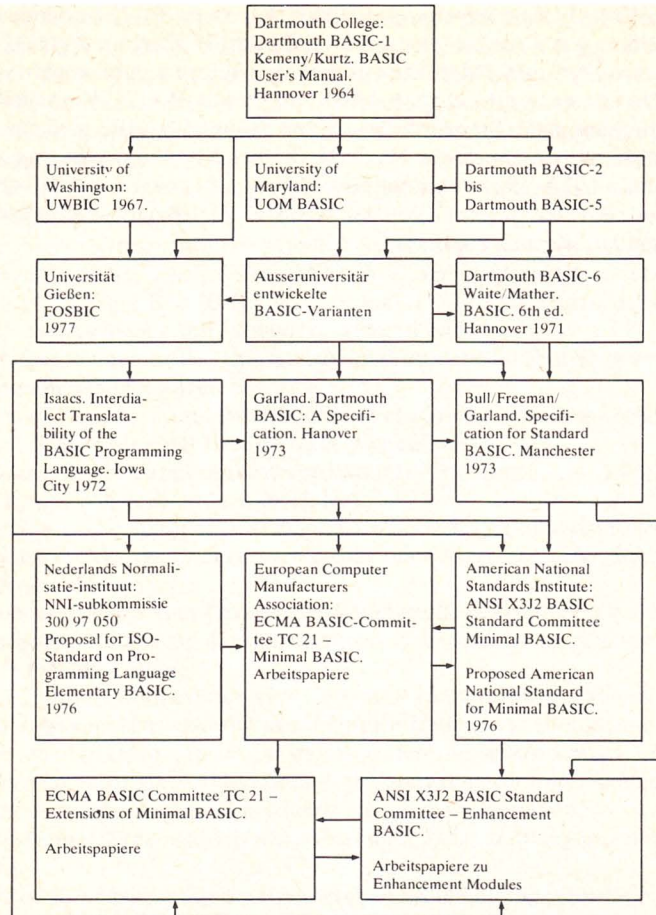 Dartmouth College:
Dartmouth BASIC-1
Kemeny/Kurtz. BASIC
User's Manual.
Hannover 1964
University of
Washington:
UWBIC 1967.
University of
Maryland:
UOM BASIC
Dartmouth BASIC-2
bis
Dartmouth BASIC-5
Universität
Gießen:
FOSBIC
1977
Ausseruniversitär
entwickelte
BASIC-Varianten
Dartmouth BASIC-6
Waite/Mather.
BASIC. 6th ed.
Hannover 1971
Isaacs. Interdia-
lect Translata-
bility of the
BASIC Programming
Language. Iowa
City 1972
Garland. Dartmouth
BASIC: A Specifi-
cation. Hanover
1973
Bull/Freeman/
Garland. Specifi-
cation for Standard
BASIC. Manchester
1973
Nederlands Normali-
satie-instituut:
NNI-subkommissie
300 97 050
Proposal for ISO-
Standard on Pro-
gramming Language
Elementary BASIC.
1976
European Computer
Manufacturers
Association:
ECMA BASIC-Commit-
tee TC 21 –
Minimal BASIC.
Arbeitspapiere
American National
Standards Institute:
ANSI X3J2 BASIC
Standard Committee
Minimal BASIC.
Proposed American
National Standard
for Minimal BASIC.
1976
ECMA BASIC Committee TC 21 –
Extensions of Minimal BASIC.
Arbeitspapiere
ANSI X3J2 BASIC Standard
Committee – Enhancement
BASIC.
Arbeitspapiere zu
Enhancement Modules